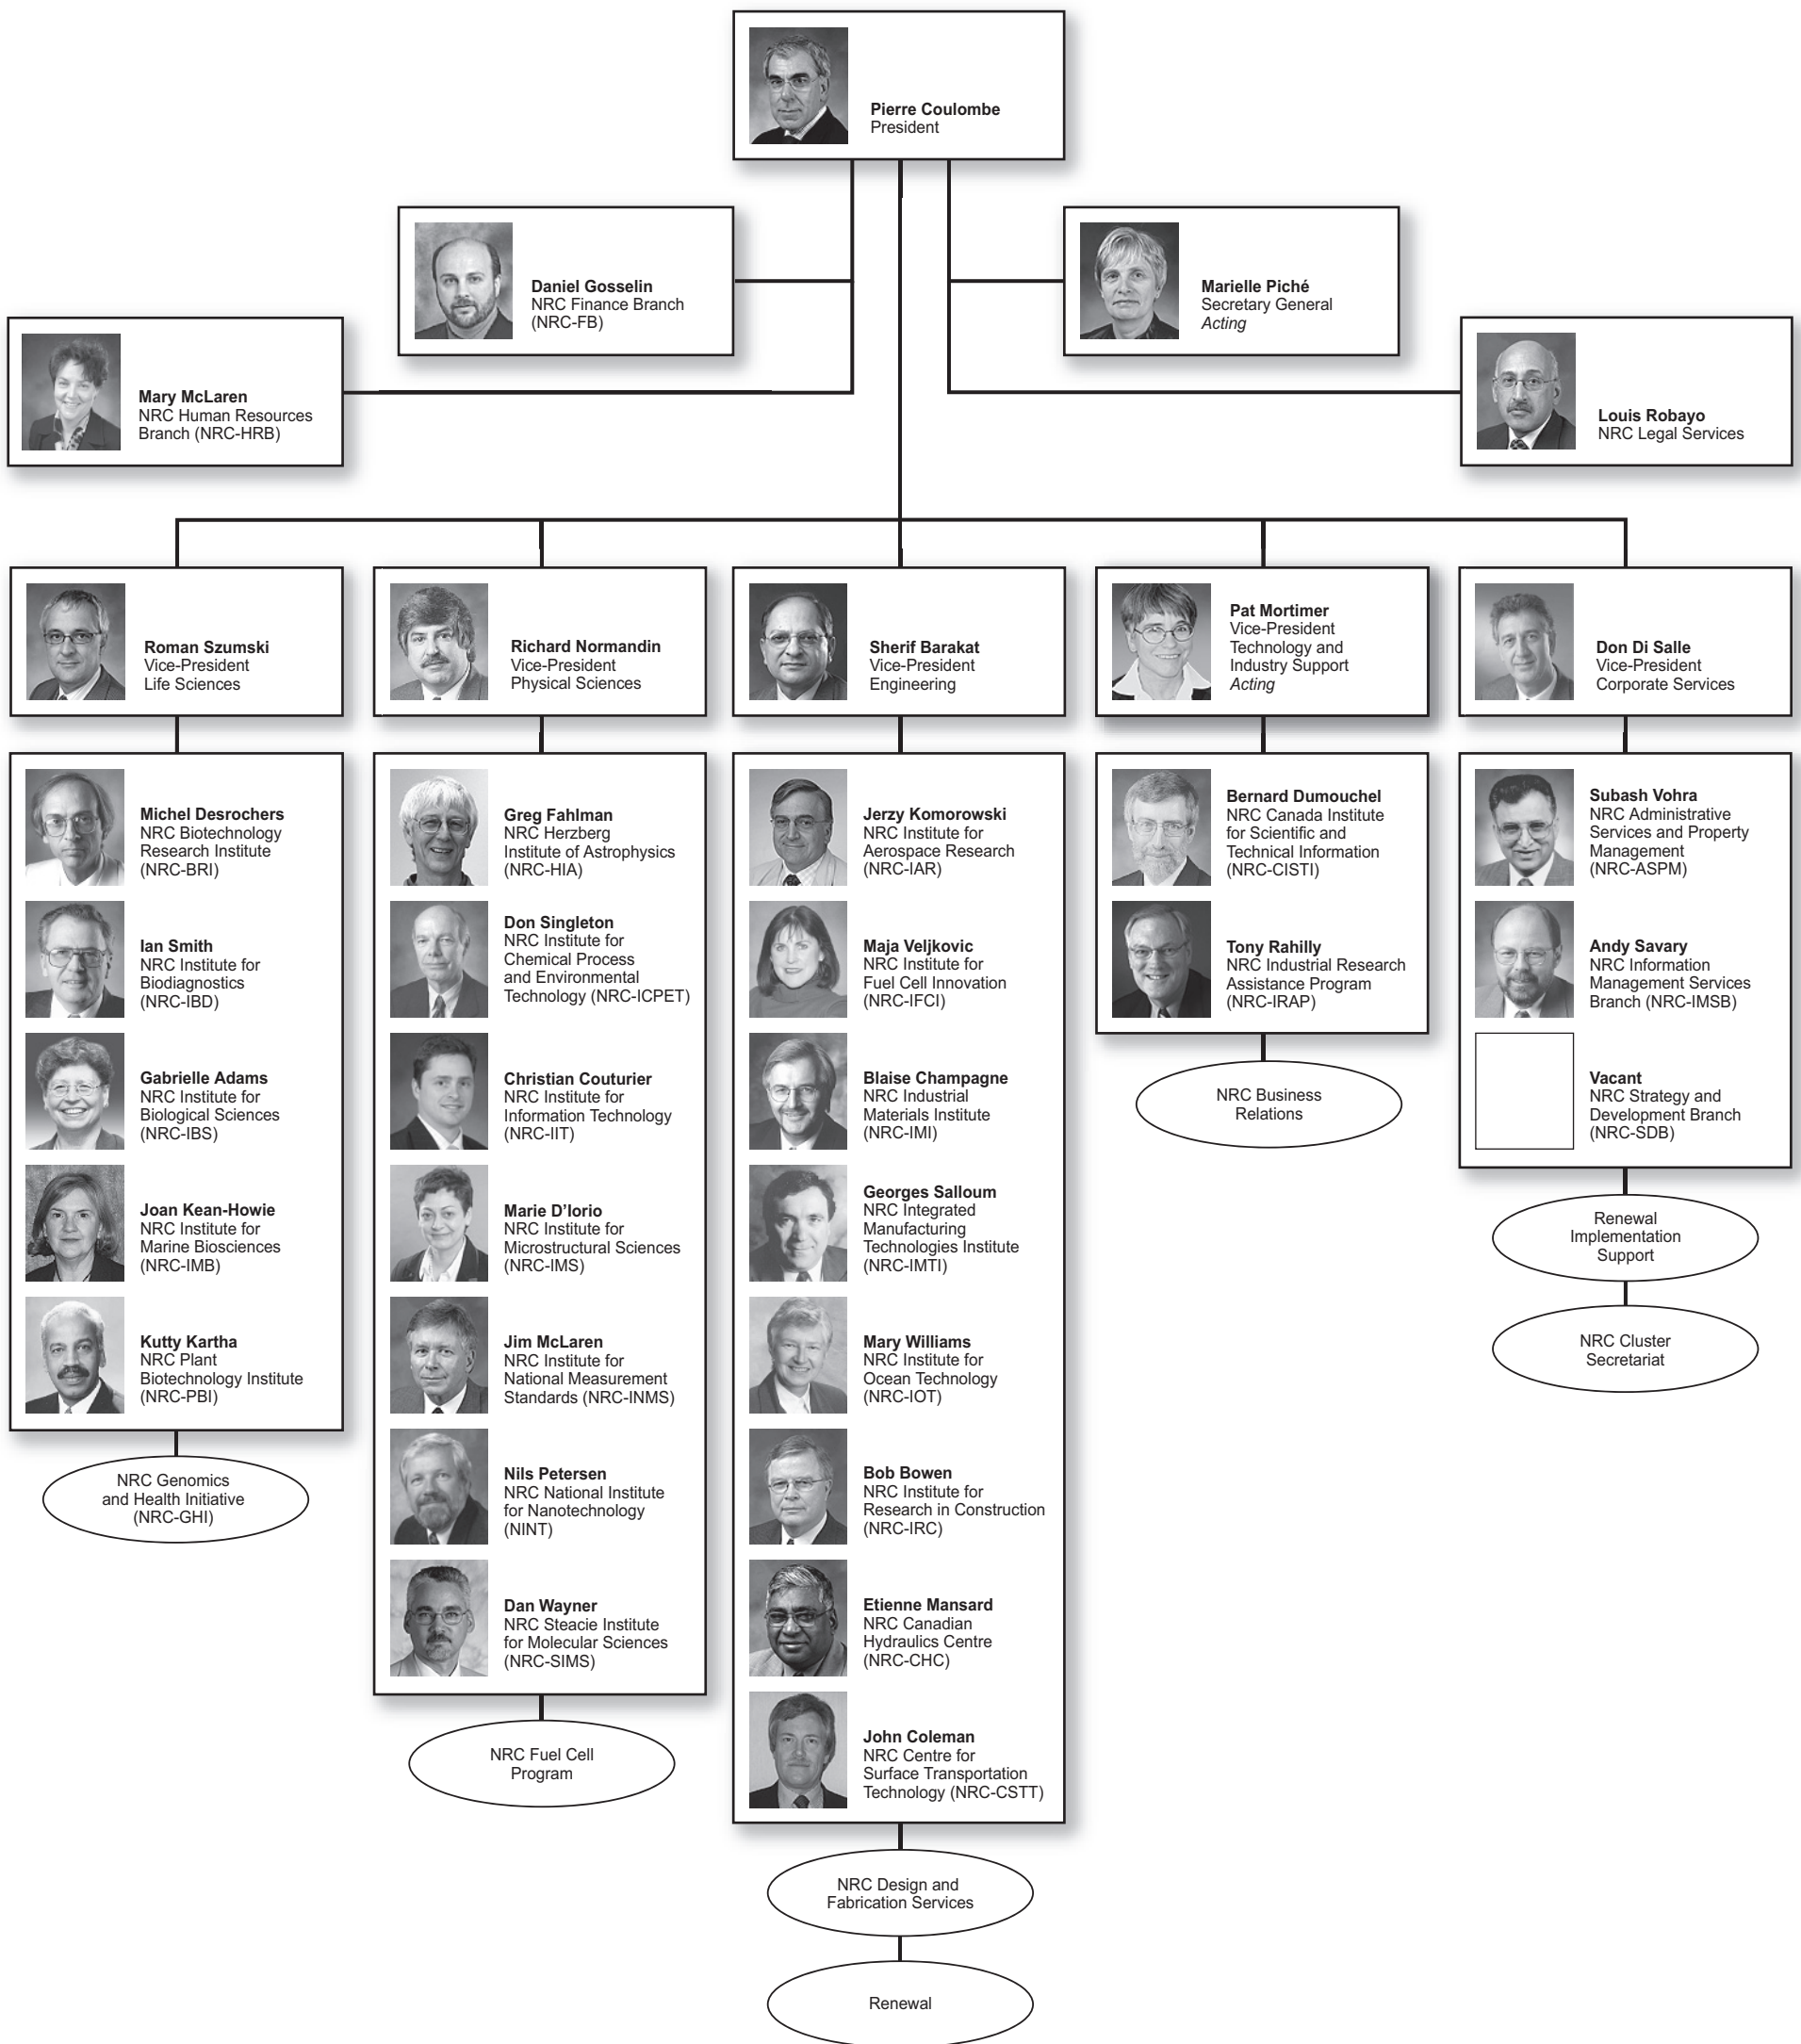 Pierre Coulombe
President
Daniel Gosselin
NRC Finance Branch
(NRC-FB)
Marielle Piché
Secretary General
Acting
Mary McLaren
NRC Human Resources
Branch (NRC-HRB)
Louis Robayo
NRC Legal Services
Roman Szumski
Vice-President
Life Sciences
Richard Normandin
Vice-President
Physical Sciences
Sherif Barakat
Vice-President
Engineering
Pat Mortimer
Vice-President
Technology and
Industry Support
Acting
Don Di Salle
Vice-President
Corporate Services
Michel Desrochers
NRC Biotechnology
Research Institute
(NRC-BRI)
Ian Smith
NRC Institute for
Biodiagnostics
(NRC-IBD)
Gabrielle Adams
NRC Institute for
Biological Sciences
(NRC-IBS)
Joan Kean-Howie
NRC Institute for
Marine Biosciences
(NRC-IMB)
Kutty Kartha
NRC Plant
Biotechnology Institute
(NRC-PBI)
NRC Genomics
and Health Initiative
(NRC-GHI)
Greg Fahlman
NRC Herzberg
Institute of Astrophysics
(NRC-HIA)
Don Singleton
NRC Institute for
Chemical Process
and Environmental
Technology (NRC-ICPET)
Christian Couturier
NRC Institute for
Information Technology
(NRC-IIT)
Marie D’Iorio
NRC Institute for
Microstructural Sciences
(NRC-IMS)
Jim McLaren
NRC Institute for
National Measurement
Standards (NRC-INMS)
Nils Petersen
NRC National Institute
for Nanotechnology
(NINT)
Dan Wayner
NRC Steacie Institute
for Molecular Sciences
(NRC-SIMS)
NRC Fuel Cell
Program
Jerzy Komorowski
NRC Institute for
Aerospace Research
(NRC-IAR)
Maja Veljkovic
NRC Institute for
Fuel Cell Innovation
(NRC-IFCI)
Blaise Champagne
NRC Industrial
Materials Institute
(NRC-IMI)
Georges Salloum
NRC Integrated
Manufacturing
Technologies Institute
(NRC-IMTI)
Mary Williams
NRC Institute for
Ocean Technology
(NRC-IOT)
Bob Bowen
NRC Institute for
Research in Construction
(NRC-IRC)
Etienne Mansard
NRC Canadian
Hydraulics Centre
(NRC-CHC)
John Coleman
NRC Centre for
Surface Transportation
Technology (NRC-CSTT)
NRC Design and
Fabrication Services
Renewal
Bernard Dumouchel
NRC Canada Institute
for Scientific and
Technical Information
(NRC-CISTI)
Tony Rahilly
NRC Industrial Research
Assistance Program
(NRC-IRAP)
NRC Business
Relations
Subash Vohra
NRC Administrative
Services and Property
Management
(NRC-ASPM)
Andy Savary
NRC Information
Management Services
Branch (NRC-IMSB)
Vacant
NRC Strategy and
Development Branch
(NRC-SDB)
Renewal
Implementation
Support
NRC Cluster
Secretariat